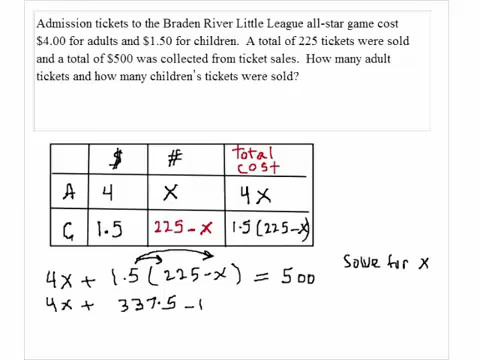 Admission tickets to the Braden River Little League all-star game cost
$4.00 for adults and $1.50 for children. A total of 225 tickets were sold
and a total of $500 was collected from ticket sales. How many adult
tickets and how many children's tickets were sold?
$ # Total cost
A 4 X 4X
C 1.5 225-x 1.5(225-x)
4x + 1.5(225-x) = 500
Solve for x
4x + 337.5 - 1